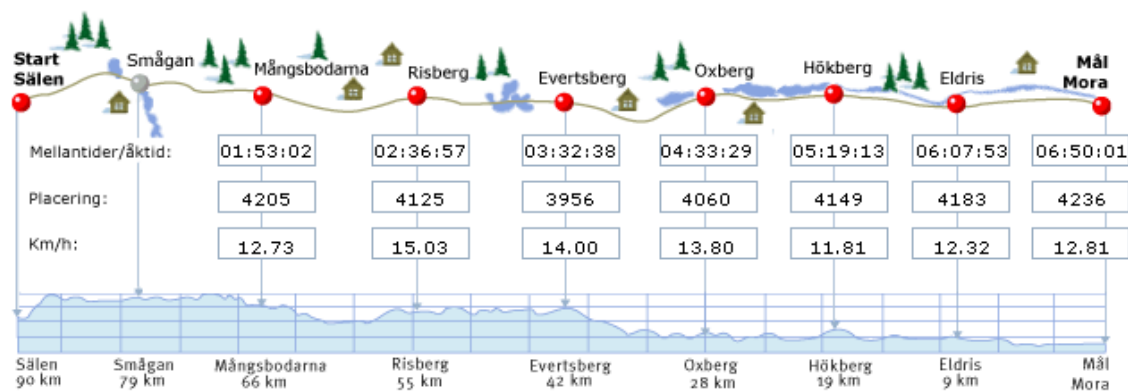 Start
Sälen
Smågan
Mångsbodarna
Risberg
Evertsberg
Oxberg
Hökberg
Eldris
Mål
Mora
Mellantider/åktid:
01:53:02
02:36:57
03:32:38
04:33:29
05:19:13
06:07:53
06:50:01
Placering:
4205
4125
3956
4060
4149
4183
4236
Km/h:
12.73
15.03
14.00
13.80
11.81
12.32
12.81
Sälen
90 km
Smågan
79 km
Mångsbodarna
66 km
Risberg
55 km
Evertsberg
42 km
Oxberg
28 km
Hökberg
19 km
Eldris
9 km
Mål
Mora